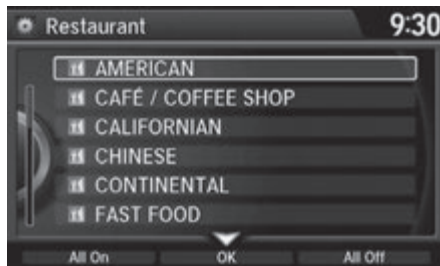 Restaurant 9:30
AMERICAN
CAFÉ / COFFEE SHOP
CALIFORNIAN
CHINESE
CONTINENTAL
FAST FOOD
All On OK All Off